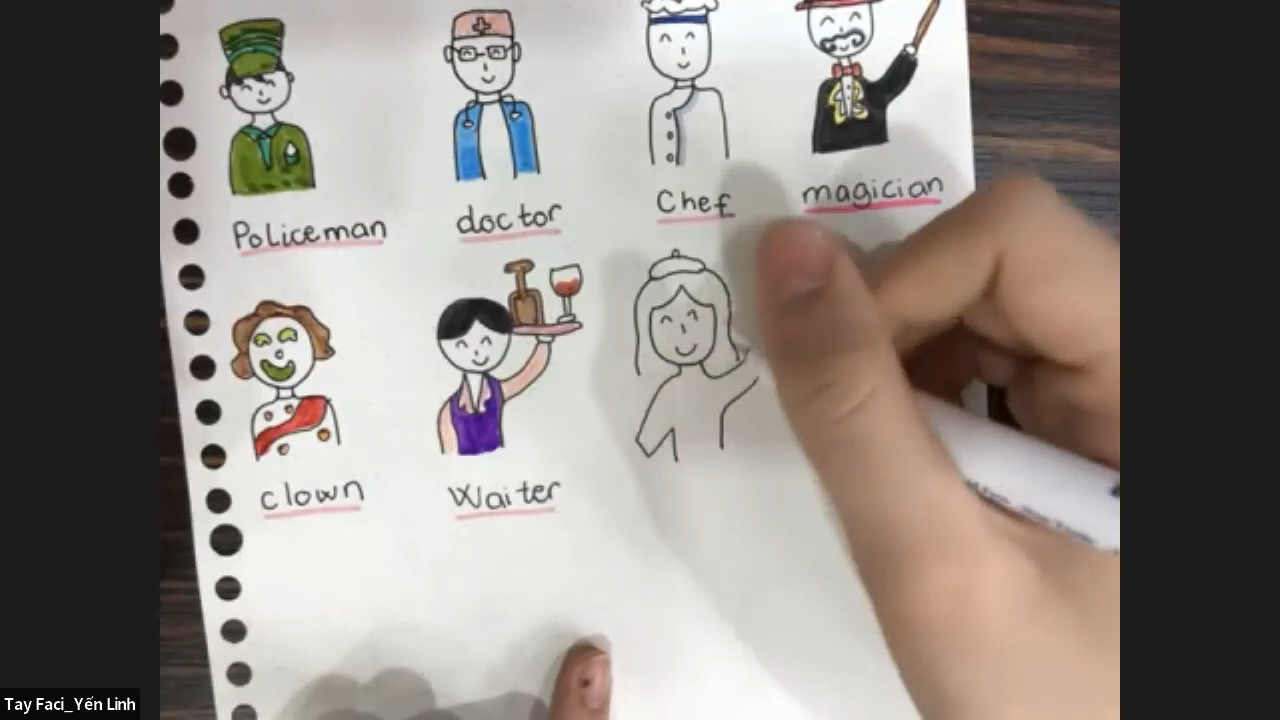 Policeman
doctor
Chef
magician
clown
Waiter
Tay Faci_Yến Linh